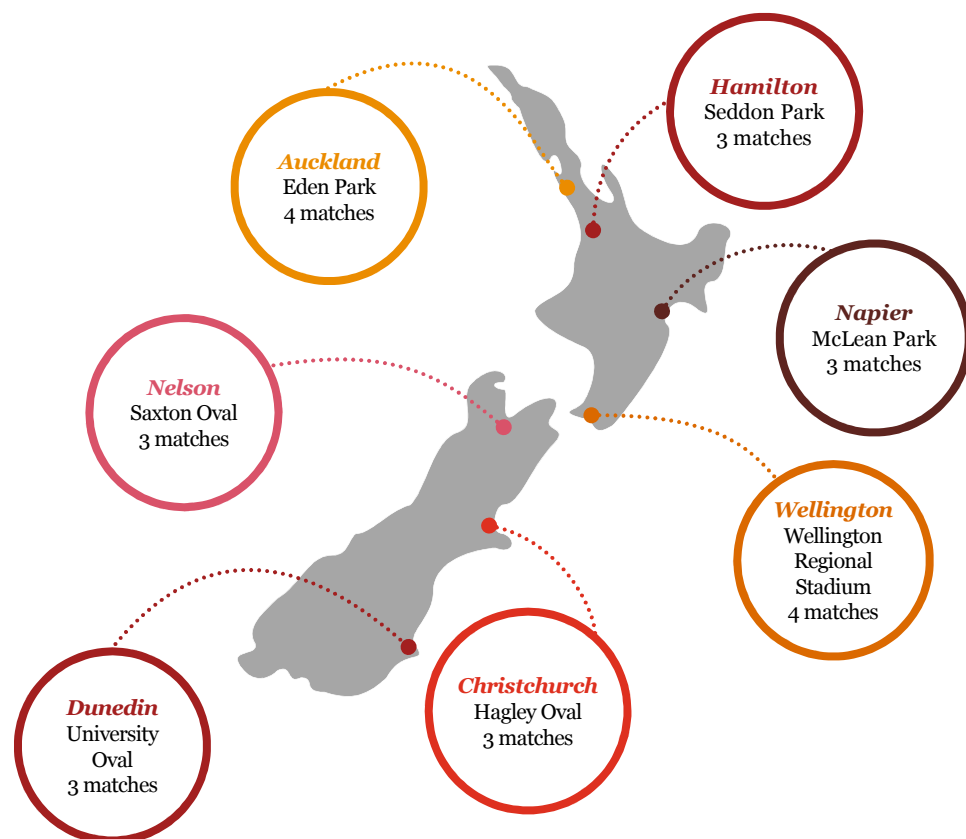 Hamilton
Seddon Park
3 matches
Auckland
Eden Park
4 matches
Napier
McLean Park
3 matches
Nelson
Saxton Oval
3 matches
Wellington
Wellington
Regional
Stadium
4 matches
Christchurch
Hagley Oval
3 matches
Dunedin
University
Oval
3 matches